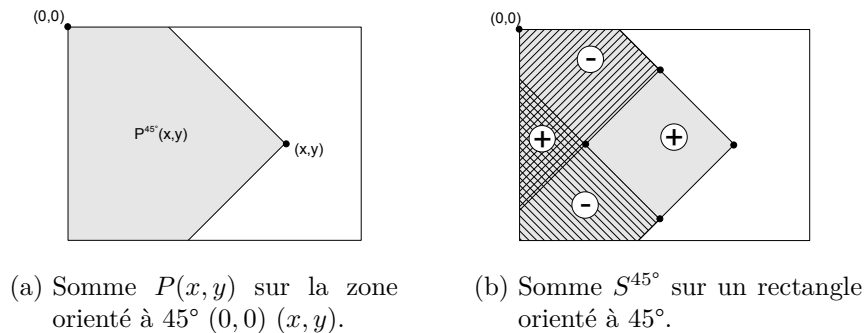 (0,0)
P45°(x,y)
(x,y)
(0,0)
-
+
+
-
(a) Somme P(x, y) sur la zone
orienté à 45° (0, 0) (x, y).
(b) Somme S45° sur un rectangle
orienté à 45°.